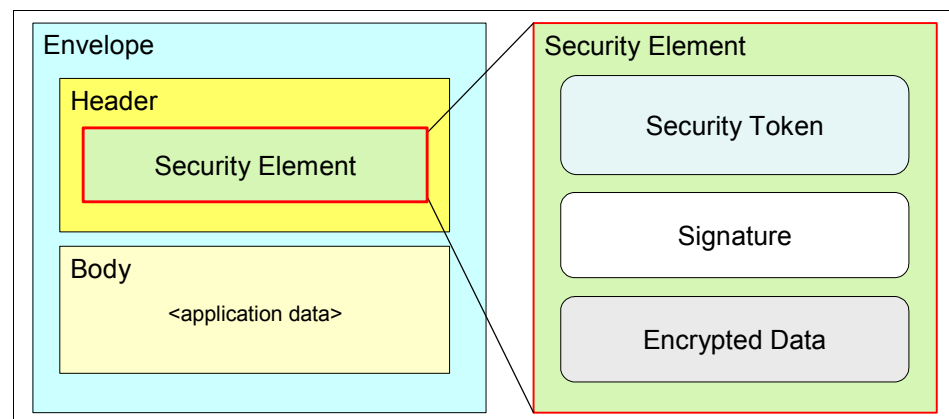 Envelope
Header
Security Element
Body
<application data>
Security Element
Security Token
Signature
Encrypted Data